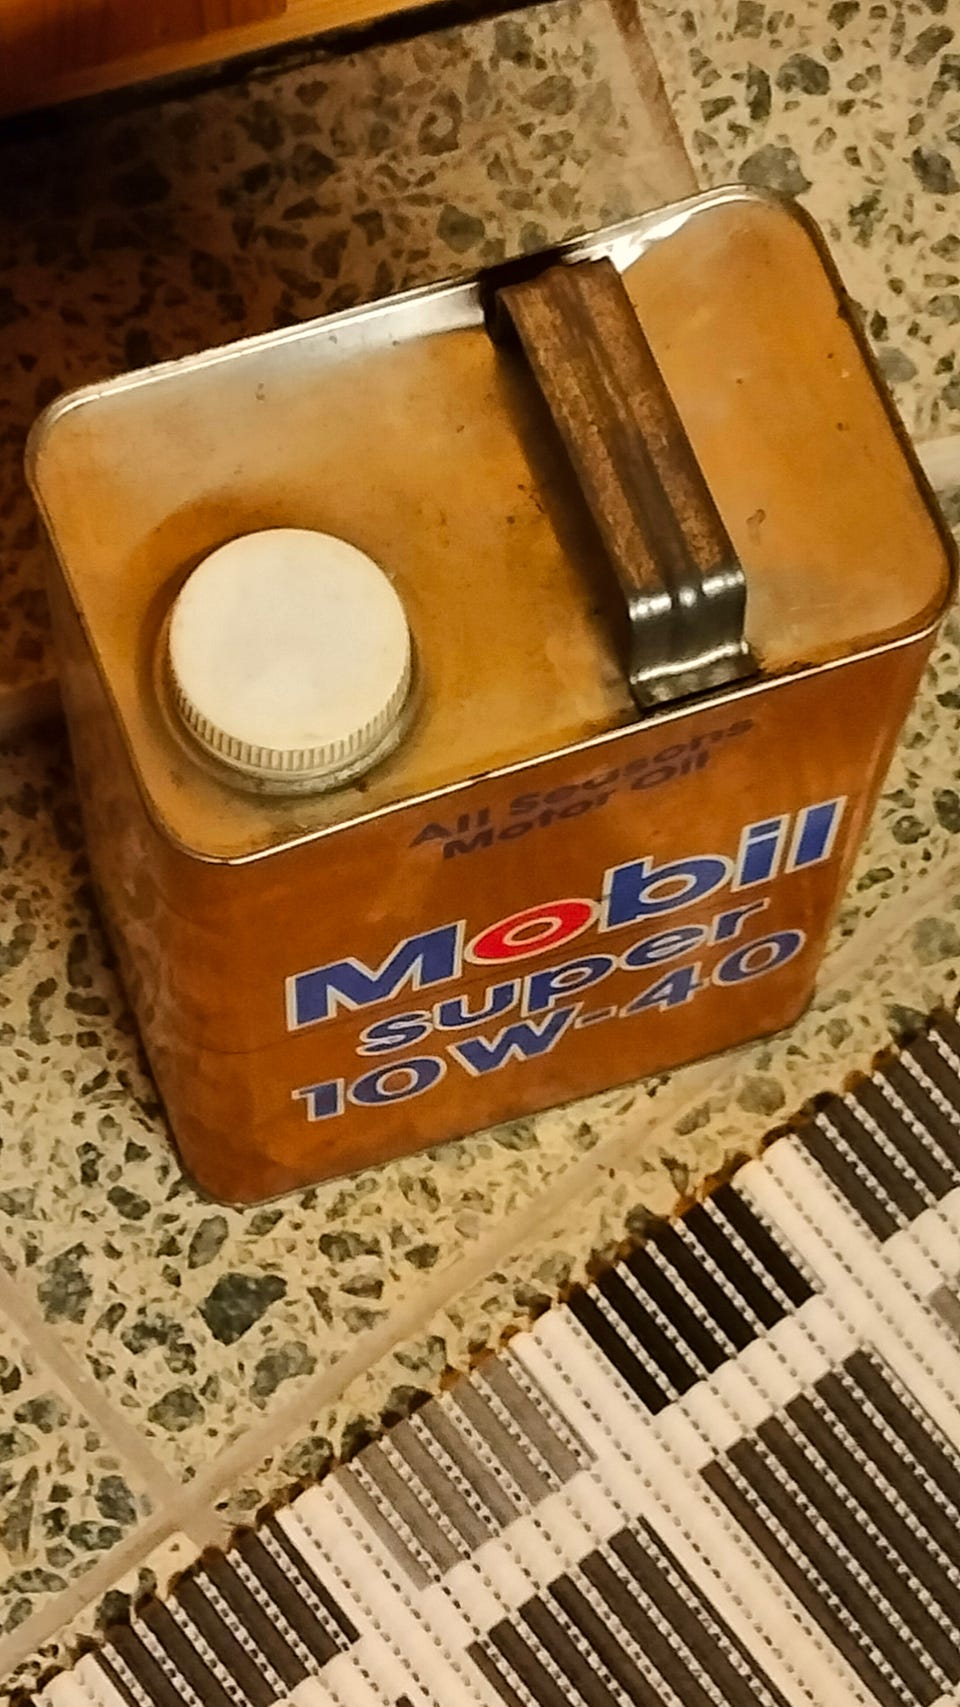 All Seasons
Motor Oil
Mobil
super
10W-40